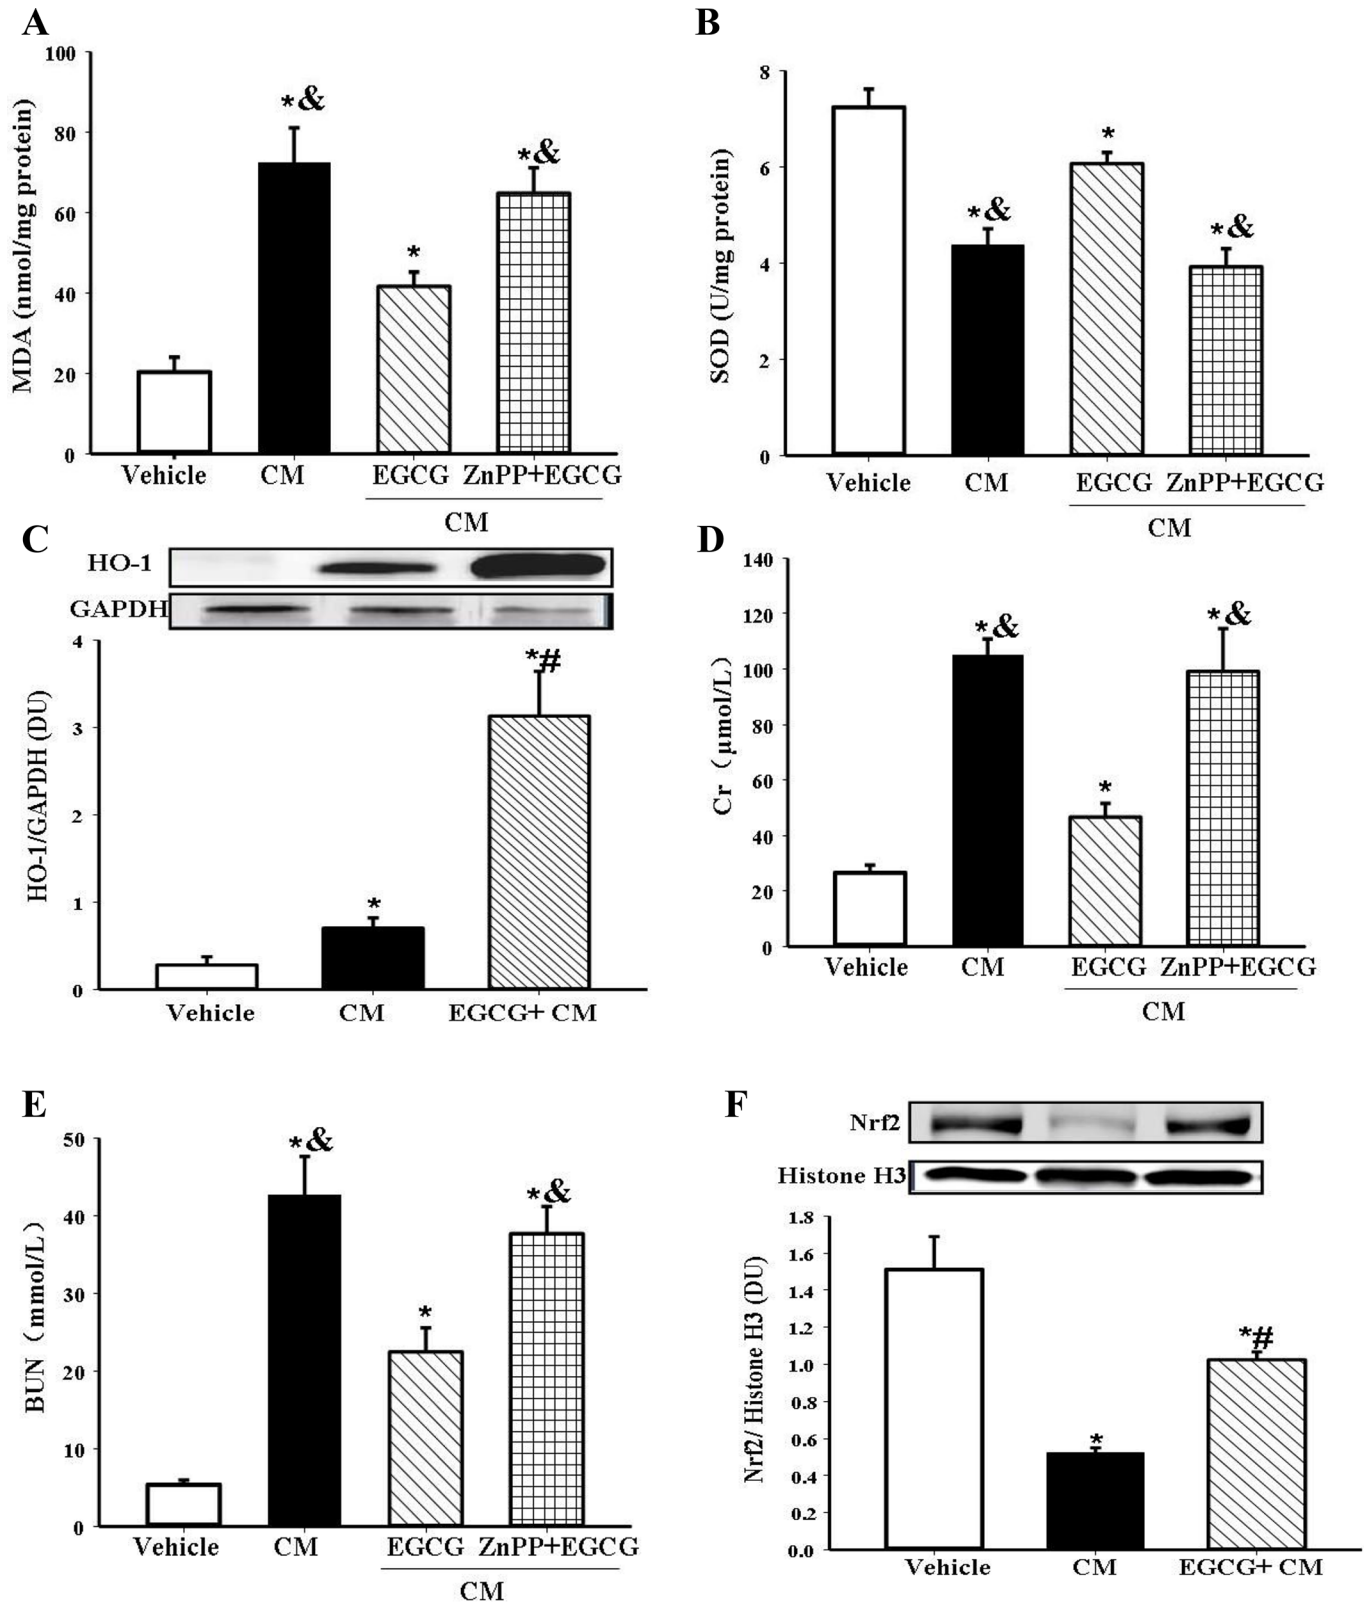 A
MDA (nmol/mg protein)
100
80
60
40
20
0
*&
*
*&
Vehicle CM EGCG ZnPP+EGCG
CM
B
SOD (U/mg protein)
8
6
4
2
0
*&
*
*&
Vehicle CM EGCG ZnPP+EGCG
CM
C
HO-1
GAPDH
HO-1/GAPDH (DU)
4
3
2
1
0
*
*#
Vehicle CM EGCG+ CM
D
Cr (μmol/L)
140
120
100
80
60
40
20
0
*&
*
*&
Vehicle CM EGCG ZnPP+EGCG
CM
E
BUN (mmol/L)
50
40
30
20
10
0
*&
*
*&
Vehicle CM EGCG ZnPP+EGCG
CM
F
Nrf2
Histone H3
Nrf2/ Histone H3 (DU)
1.8
1.6
1.4
1.2
1.0
0.8
0.6
0.4
0.2
0.0
*
*#
Vehicle CM EGCG+ CM